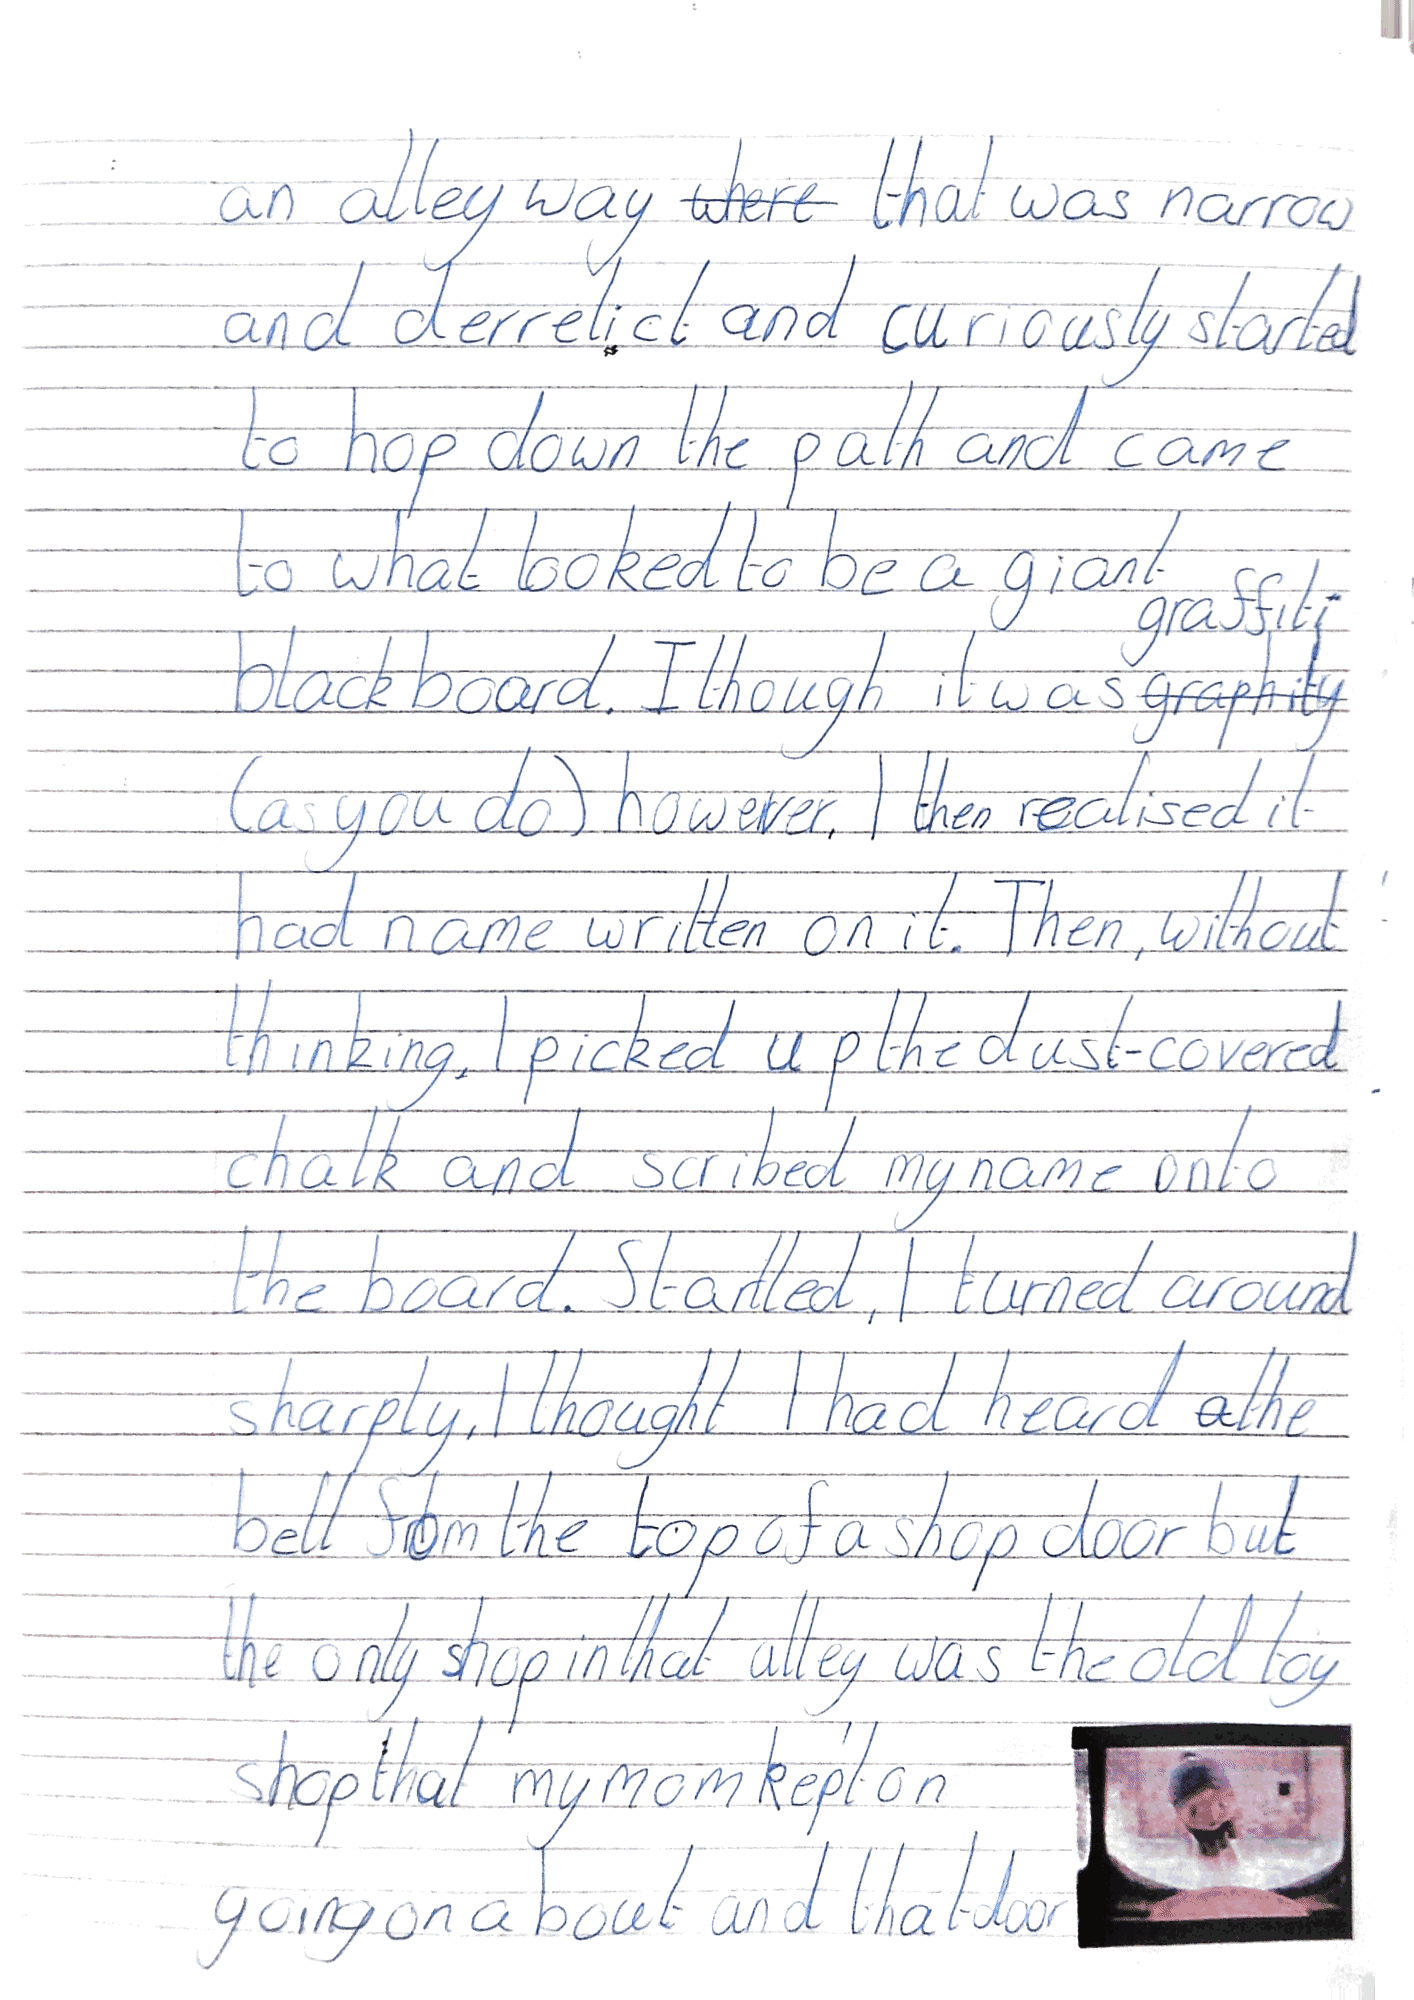 an alley way where that was narrow
and derrelict and curiously started
to hop down the path and came
to what looked to be a giant
graffiti
blackboard. I though it was graphity
(as you do) however, I then realised it
had name written on it. Then, without
thinking, I picked up the dust-covered
chalk and scribed my name onto
the board. Startled, I turned around
sharply, I thought I had heard a the
bell from the top of a shop door but
the only shop in that alley was the old toy
shop that my mom kept on
going on about and that door